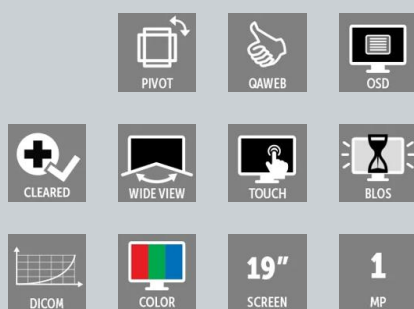 PIVOT
QAWEB
OSD
CLEARED
WIDE VIEW
TOUCH
BLOS
DICOM
COLOR
19"
SCREEN
1
MP